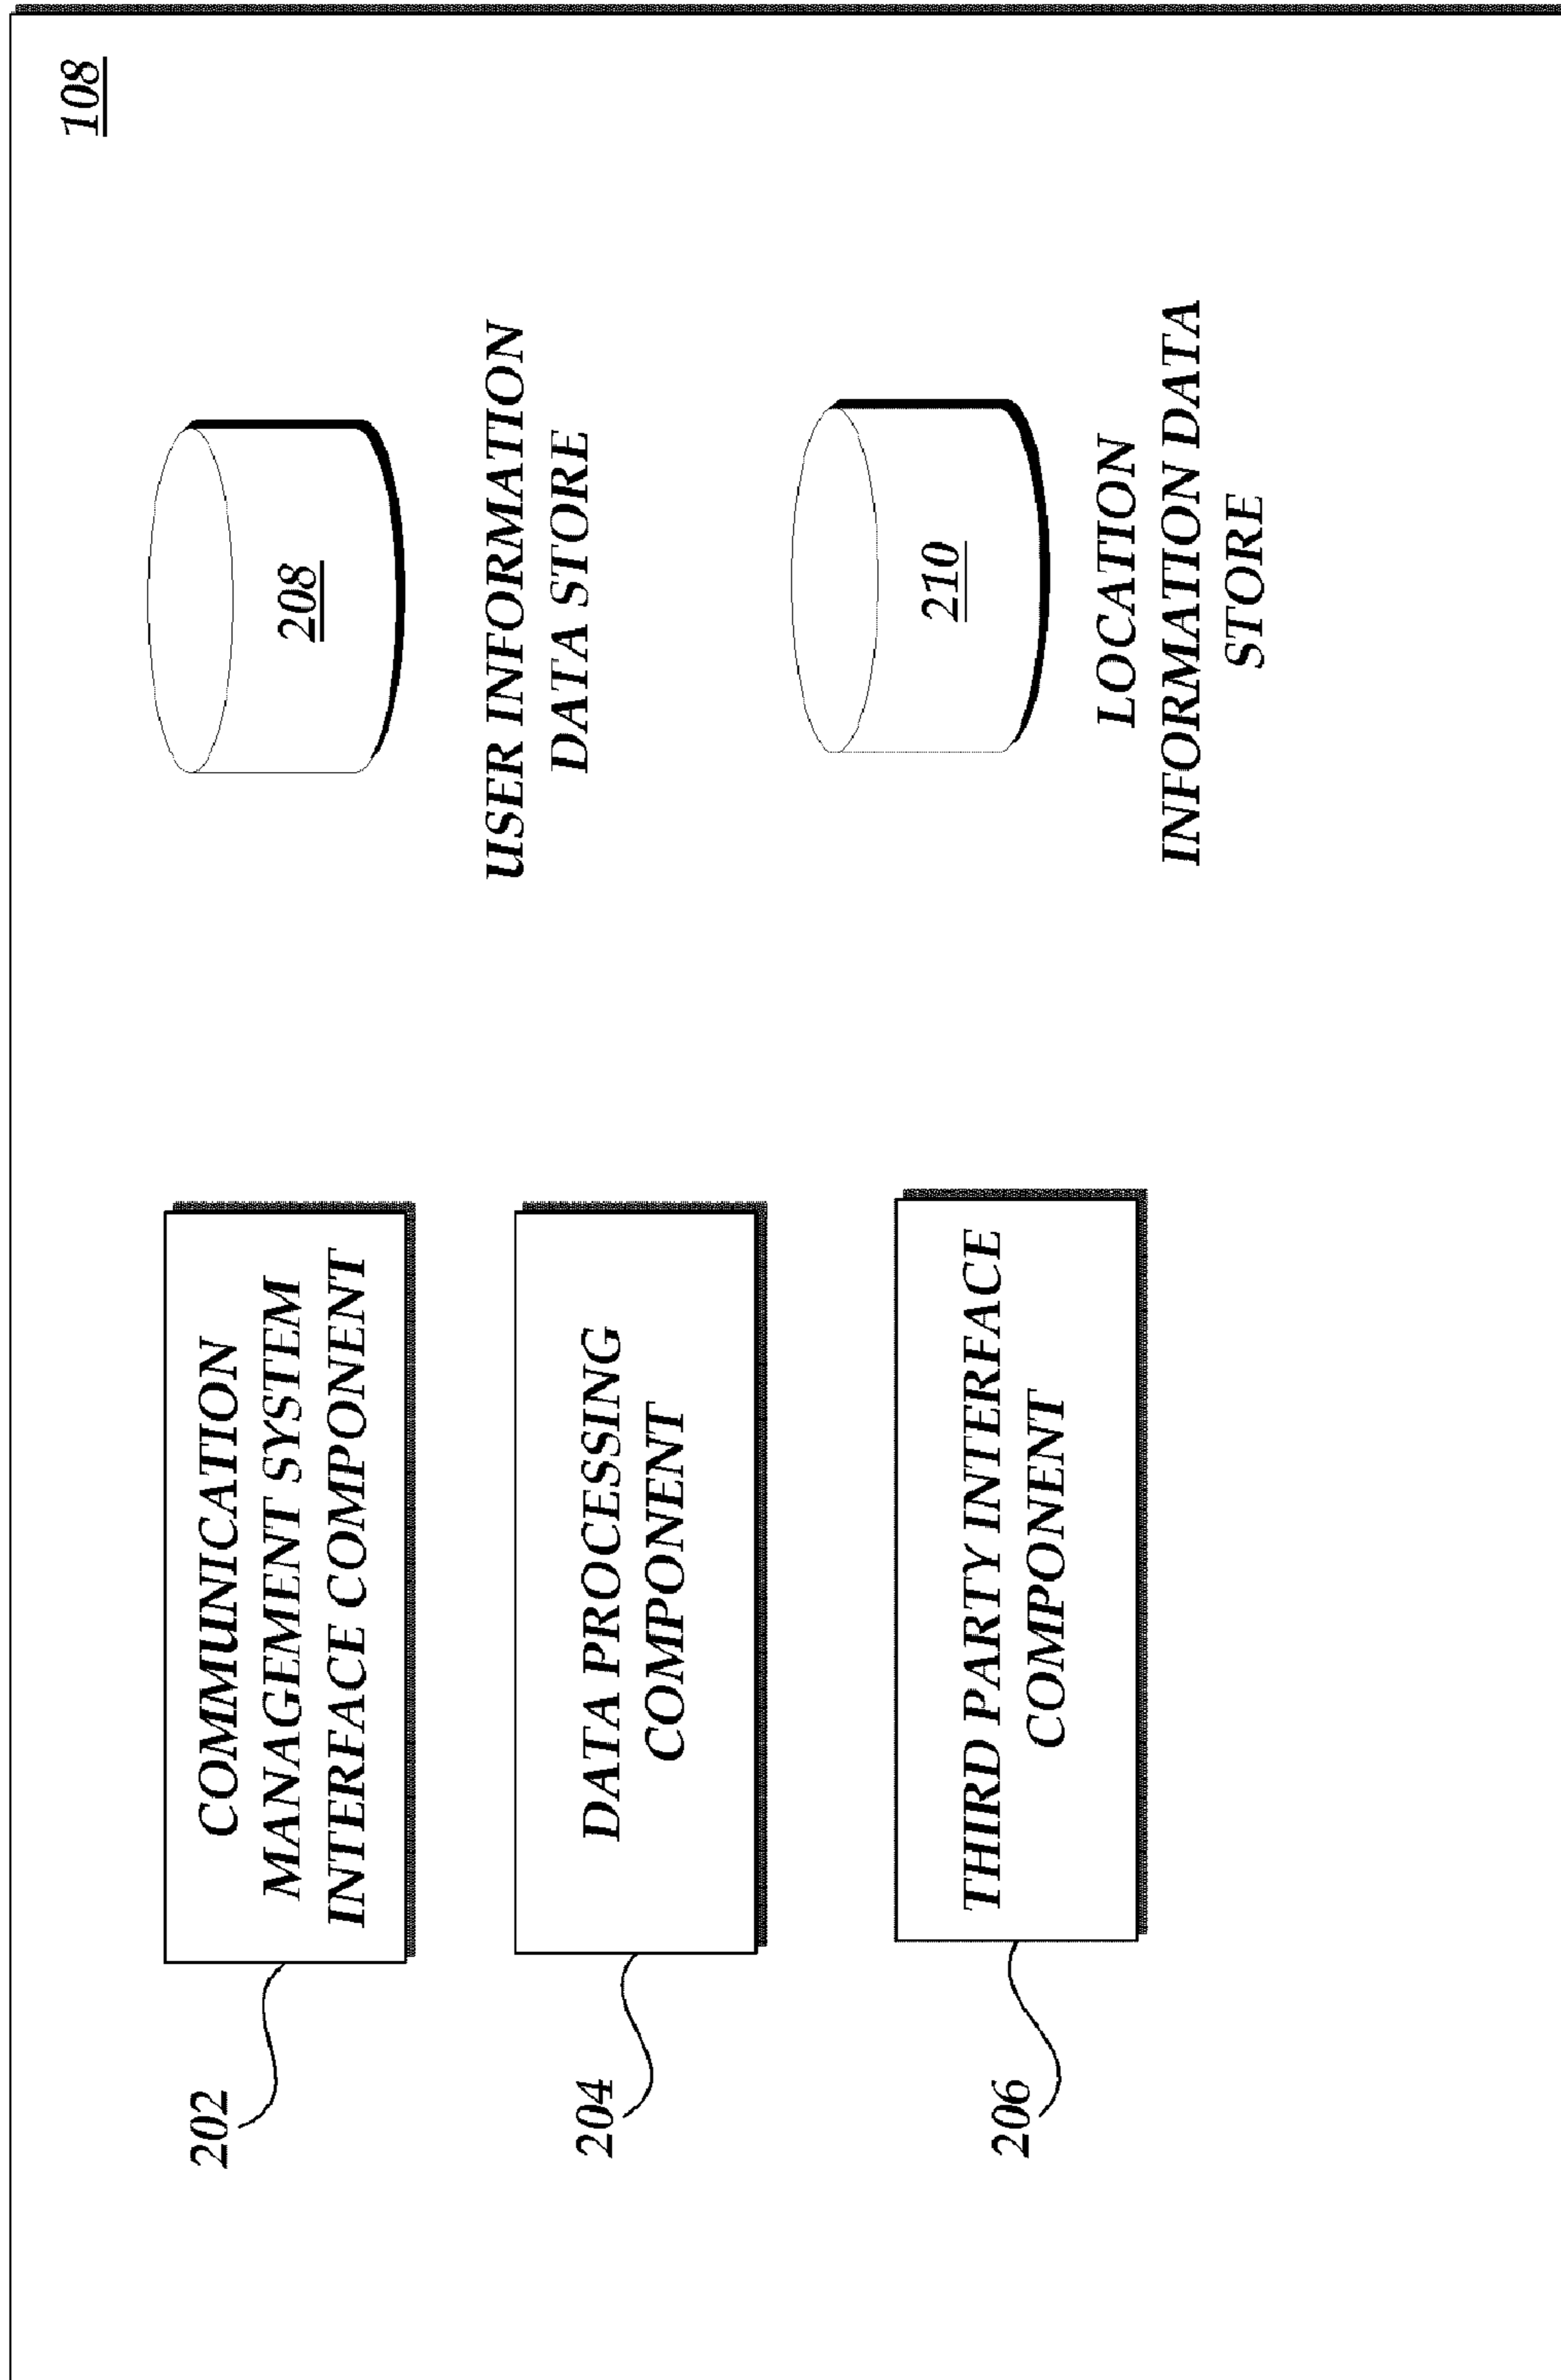 108
202
COMMUNICATION
MANAGEMENT SYSTEM
INTERFACE COMPONENT
204
DATA PROCESSING
COMPONENT
206
THIRD PARTY INTERFACE
COMPONENT
208
USER INFORMATION
DATA STORE
210
LOCATION
INFORMATION DATA
STORE